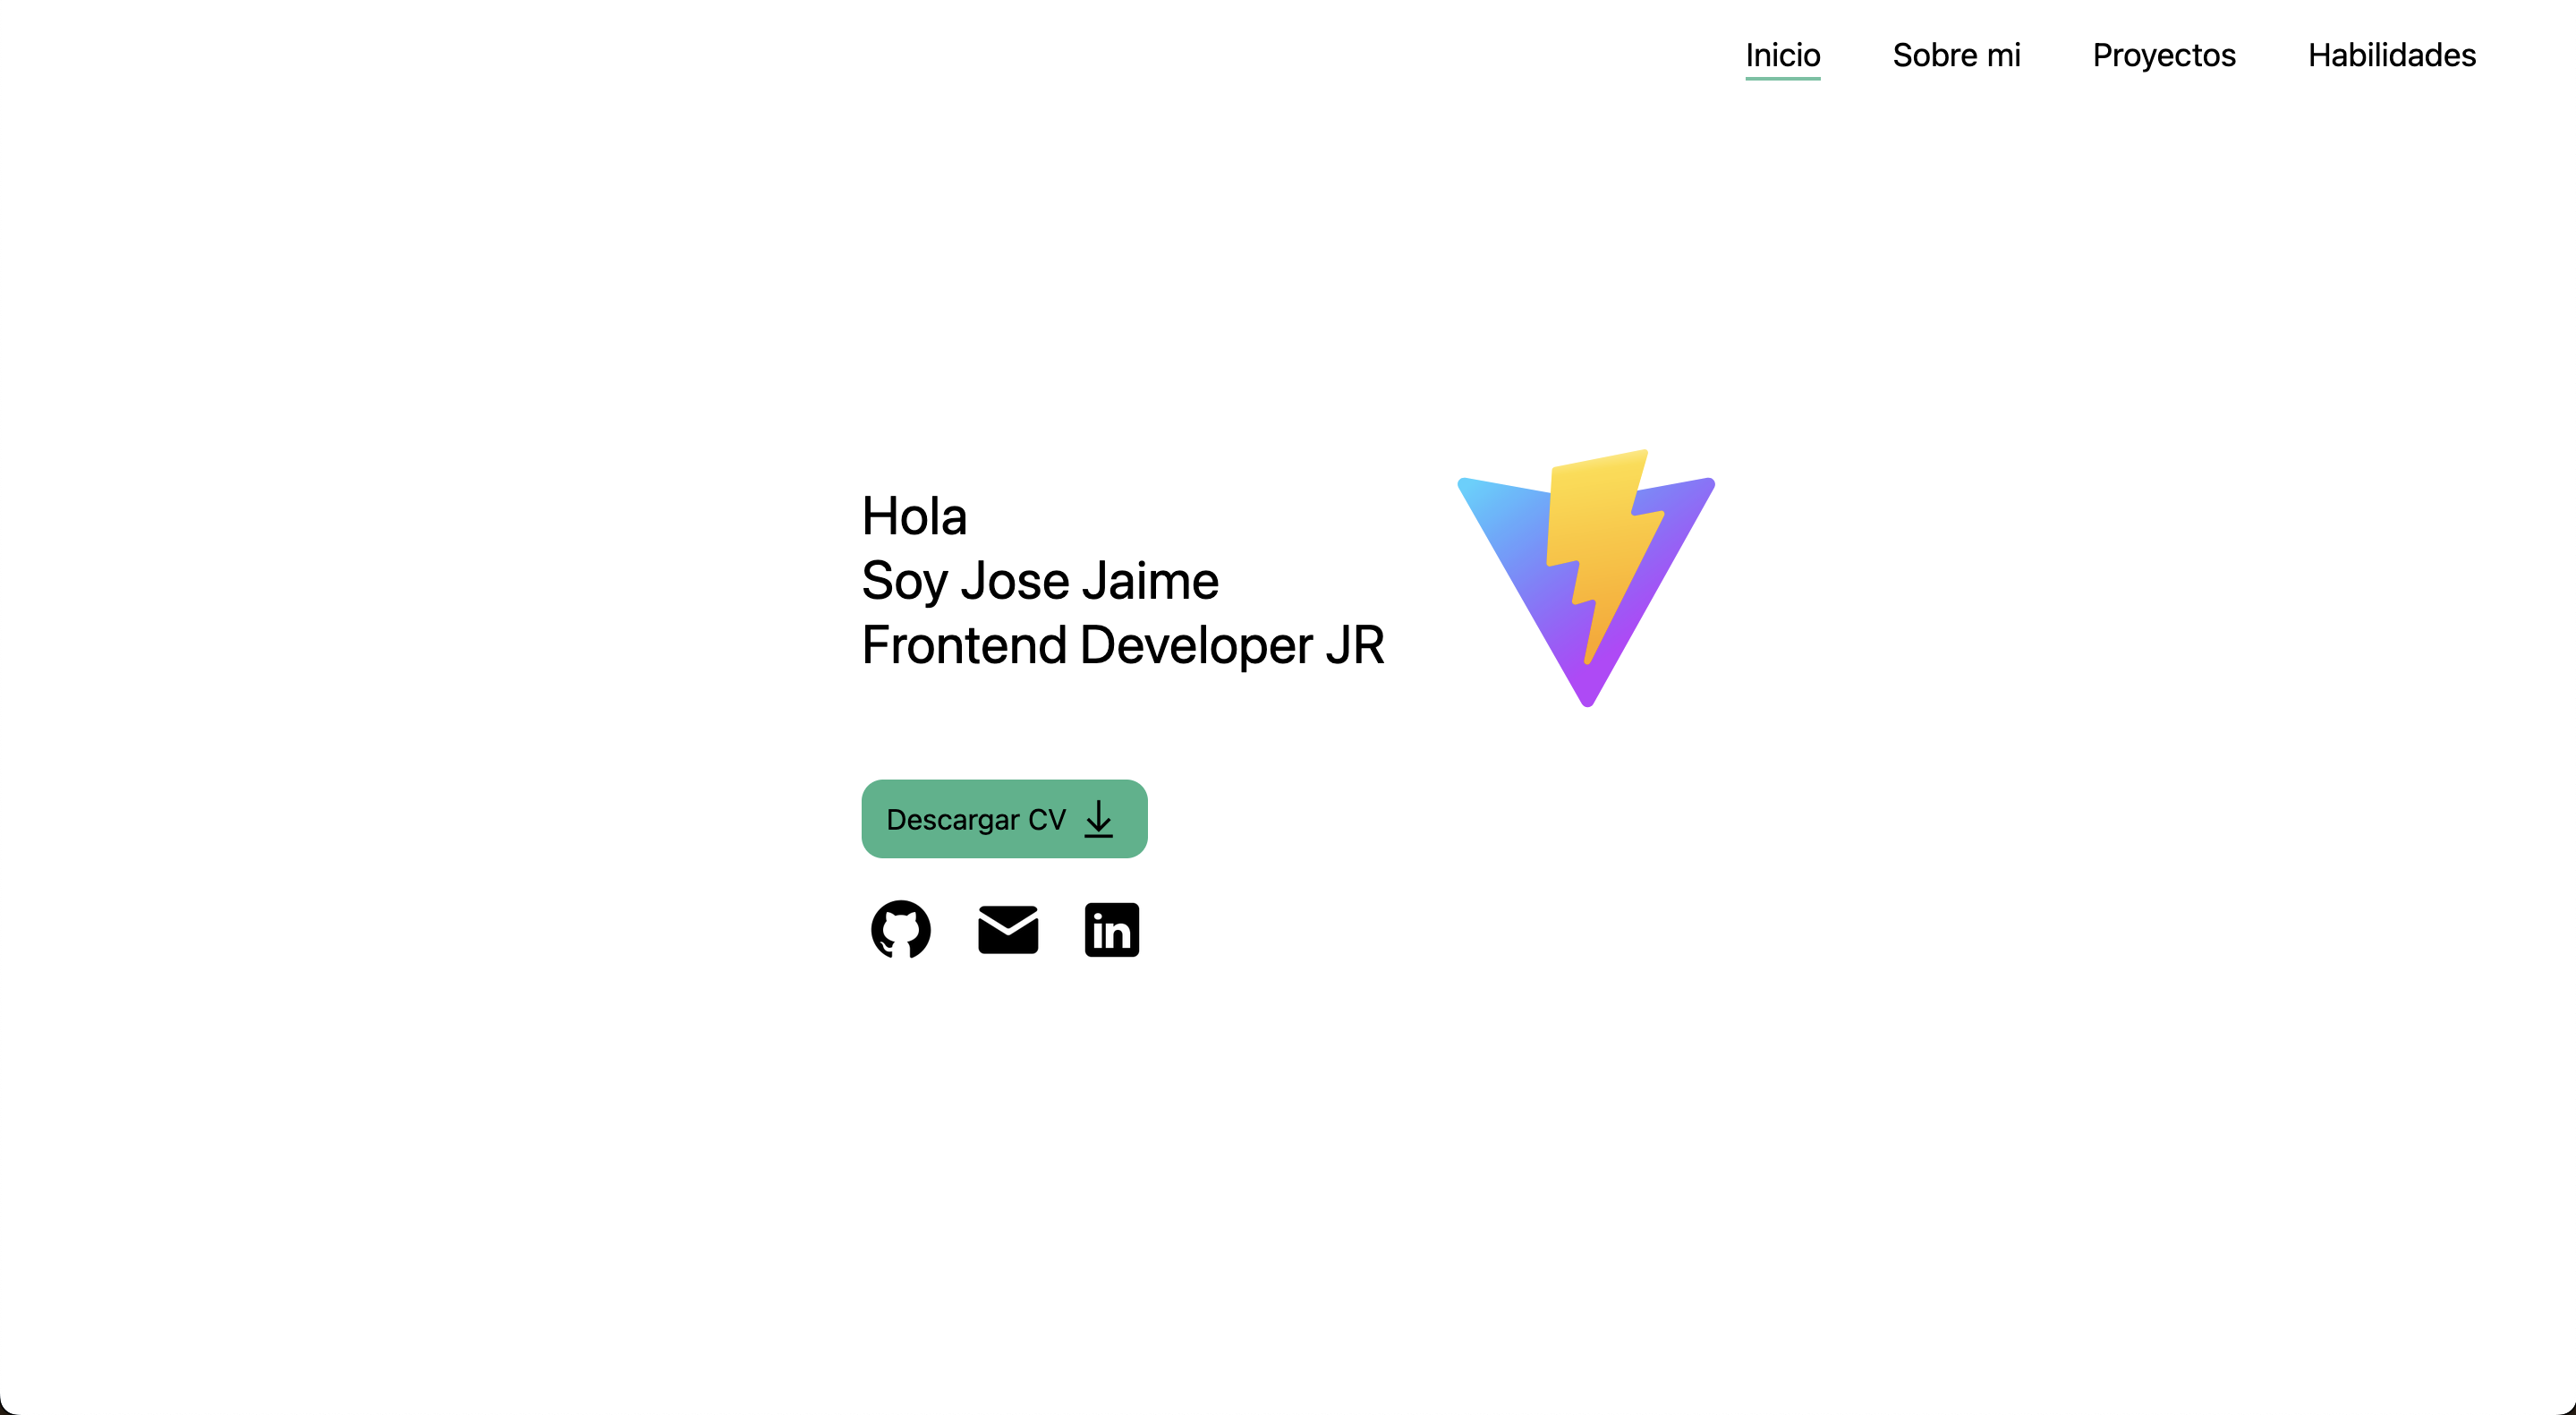 Inicio Sobre mi Proyectos Habilidades
Hola
Soy Jose Jaime
Frontend Developer JR
Descargar CV
in